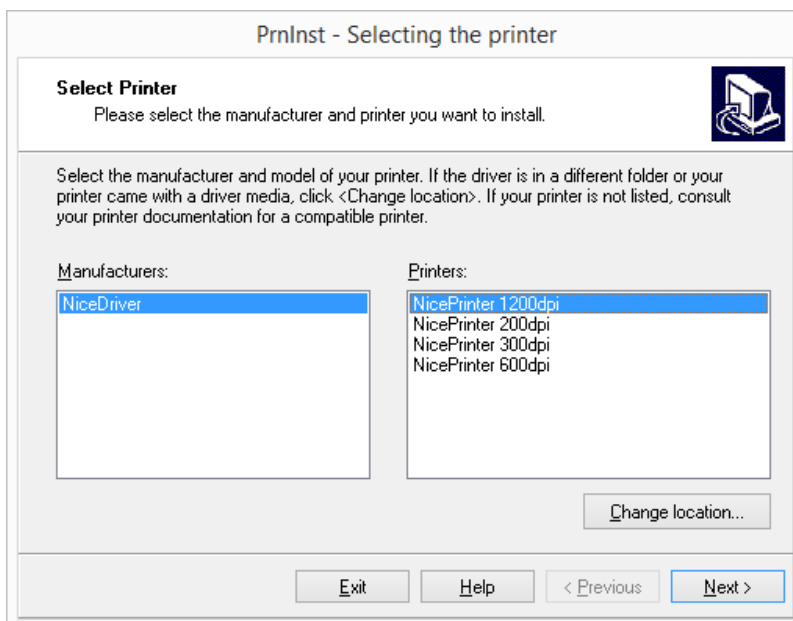 PrnInst - Selecting the printer
Select Printer
Please select the manufacturer and printer you want to install.
Select the manufacturer and model of your printer. If the driver is in a different folder or your
printer came with a driver media, click <Change location>. If your printer is not listed, consult
your printer documentation for a compatible printer.
Manufacturers:
NiceDriver
Printers:
NicePrinter 1200dpi
NicePrinter 200dpi
NicePrinter 300dpi
NicePrinter 600dpi
Change location...
Exit
Help
< Previous
Next >